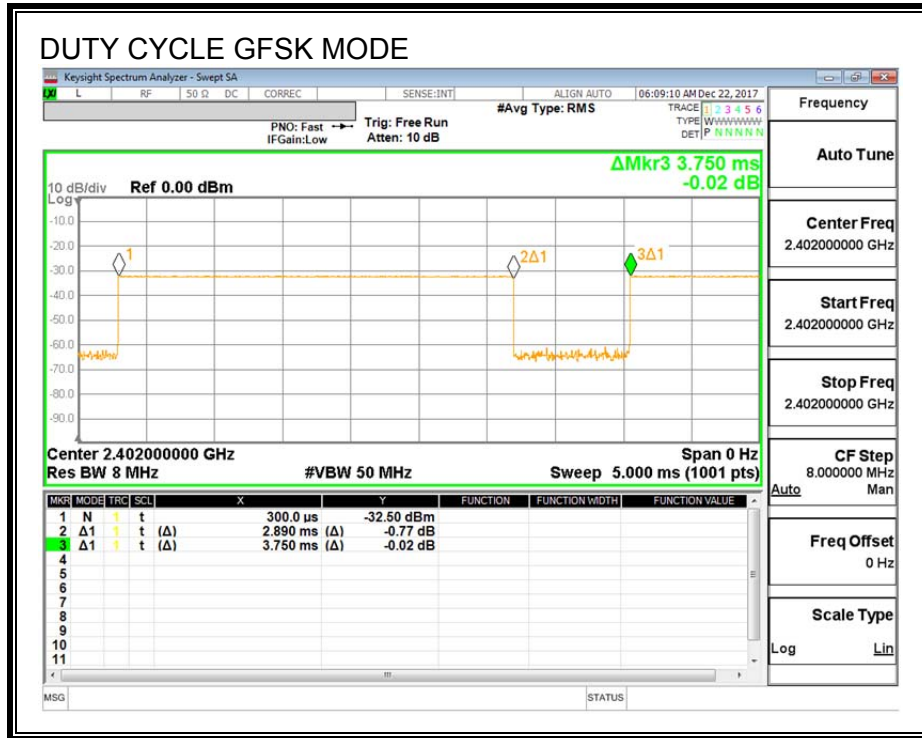 DUTY CYCLE GFSK MODE
Keysight Spectrum Analyzer - Swept SA
LXI L RF 50 Ω DC CORREC SENSE:INT ALIGN AUTO 06:09:10 AM Dec 22, 2017
#Avg Type: RMS TRACE 1 2 3 4 5 6
PNO: Fast Trig: Free Run TYPE WWWWWW
IFGain:Low Atten: 10 dB DET P N N N N N
ΔMkr3 3.750 ms
-0.02 dB
10 dB/div Ref 0.00 dBm
Log
-10.0
-20.0
-30.0
-40.0
-50.0
-60.0
-70.0
-80.0
-90.0
1
2Δ1
3Δ1
Center 2.402000000 GHz Span 0 Hz
Res BW 8 MHz #VBW 50 MHz Sweep 5.000 ms (1001 pts)
MKR MODE TRC SCL X Y FUNCTION FUNCTION WIDTH FUNCTION VALUE
1 N 1 t 300.0 µs -32.50 dBm
2 Δ1 1 t (Δ) 2.890 ms (Δ) -0.77 dB
3 Δ1 1 t (Δ) 3.750 ms (Δ) -0.02 dB
4
5
6
7
8
9
10
11
MSG STATUS
Frequency
Auto Tune
Center Freq
2.402000000 GHz
Start Freq
2.402000000 GHz
Stop Freq
2.402000000 GHz
CF Step
8.000000 MHz
Auto Man
Freq Offset
0 Hz
Scale Type
Log Lin